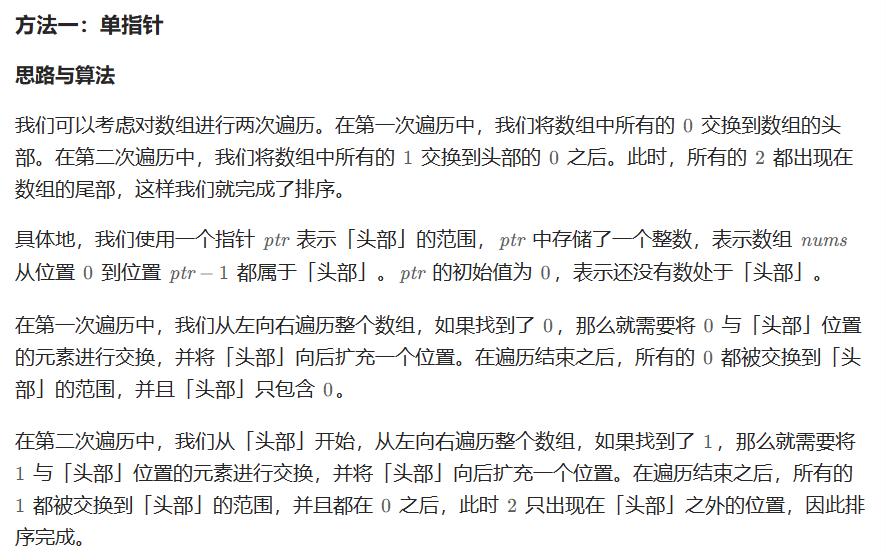 方法一：单指针
思路与算法
我们可以考虑对数组进行两次遍历。在第一次遍历中，我们将数组中所有的 0 交换到数组的头
部。在第二次遍历中，我们将数组中所有的 1 交换到头部的 0 之后。此时，所有的 2 都出现在
数组的尾部，这样我们就完成了排序。
具体地，我们使用一个指针 ptr 表示「头部」的范围，ptr 中存储了一个整数，表示数组 nums
从位置 0 到位置 ptr − 1 都属于「头部」。ptr 的初始值为 0，表示还没有数处于「头部」。
在第一次遍历中，我们从左向右遍历整个数组，如果找到了 0，那么就需要将 0 与「头部」位置
的元素进行交换，并将「头部」向后扩充一个位置。在遍历结束之后，所有的 0 都被交换到「头
部」的范围，并且「头部」只包含 0。
在第二次遍历中，我们从「头部」开始，从左向右遍历整个数组，如果找到了 1，那么就需要将
1 与「头部」位置的元素进行交换，并将「头部」向后扩充一个位置。在遍历结束之后，所有的
1 都被交换到「头部」的范围，并且都在 0 之后，此时 2 只出现在「头部」之外的位置，因此排
序完成。